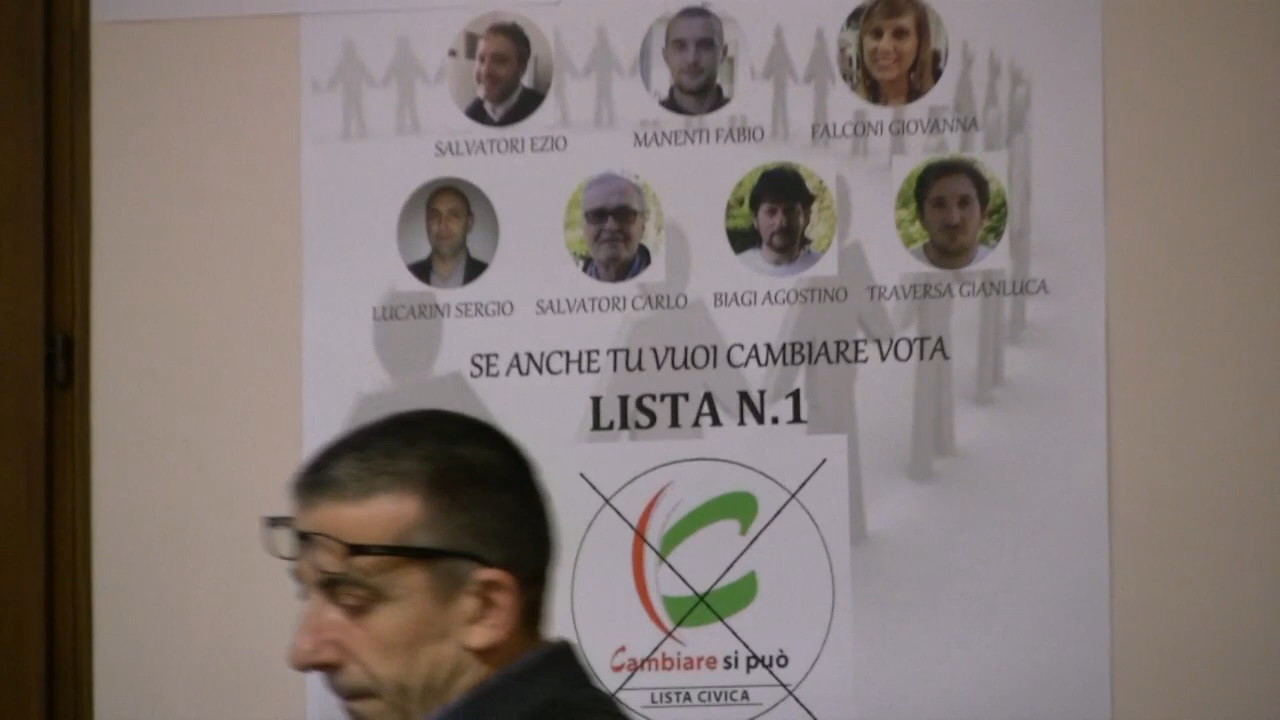 SALVATORI EZIO
MANENTI FABIO
FALCONI GIOVANNA
LUCARINI SERGIO
SALVATORI CARLO
BIAGI AGOSTINO
TRAVERSA GIANLUCA
SE ANCHE TU VUOI CAMBIARE VOTA
LISTA N.1
Cambiare si può
LISTA CIVICA